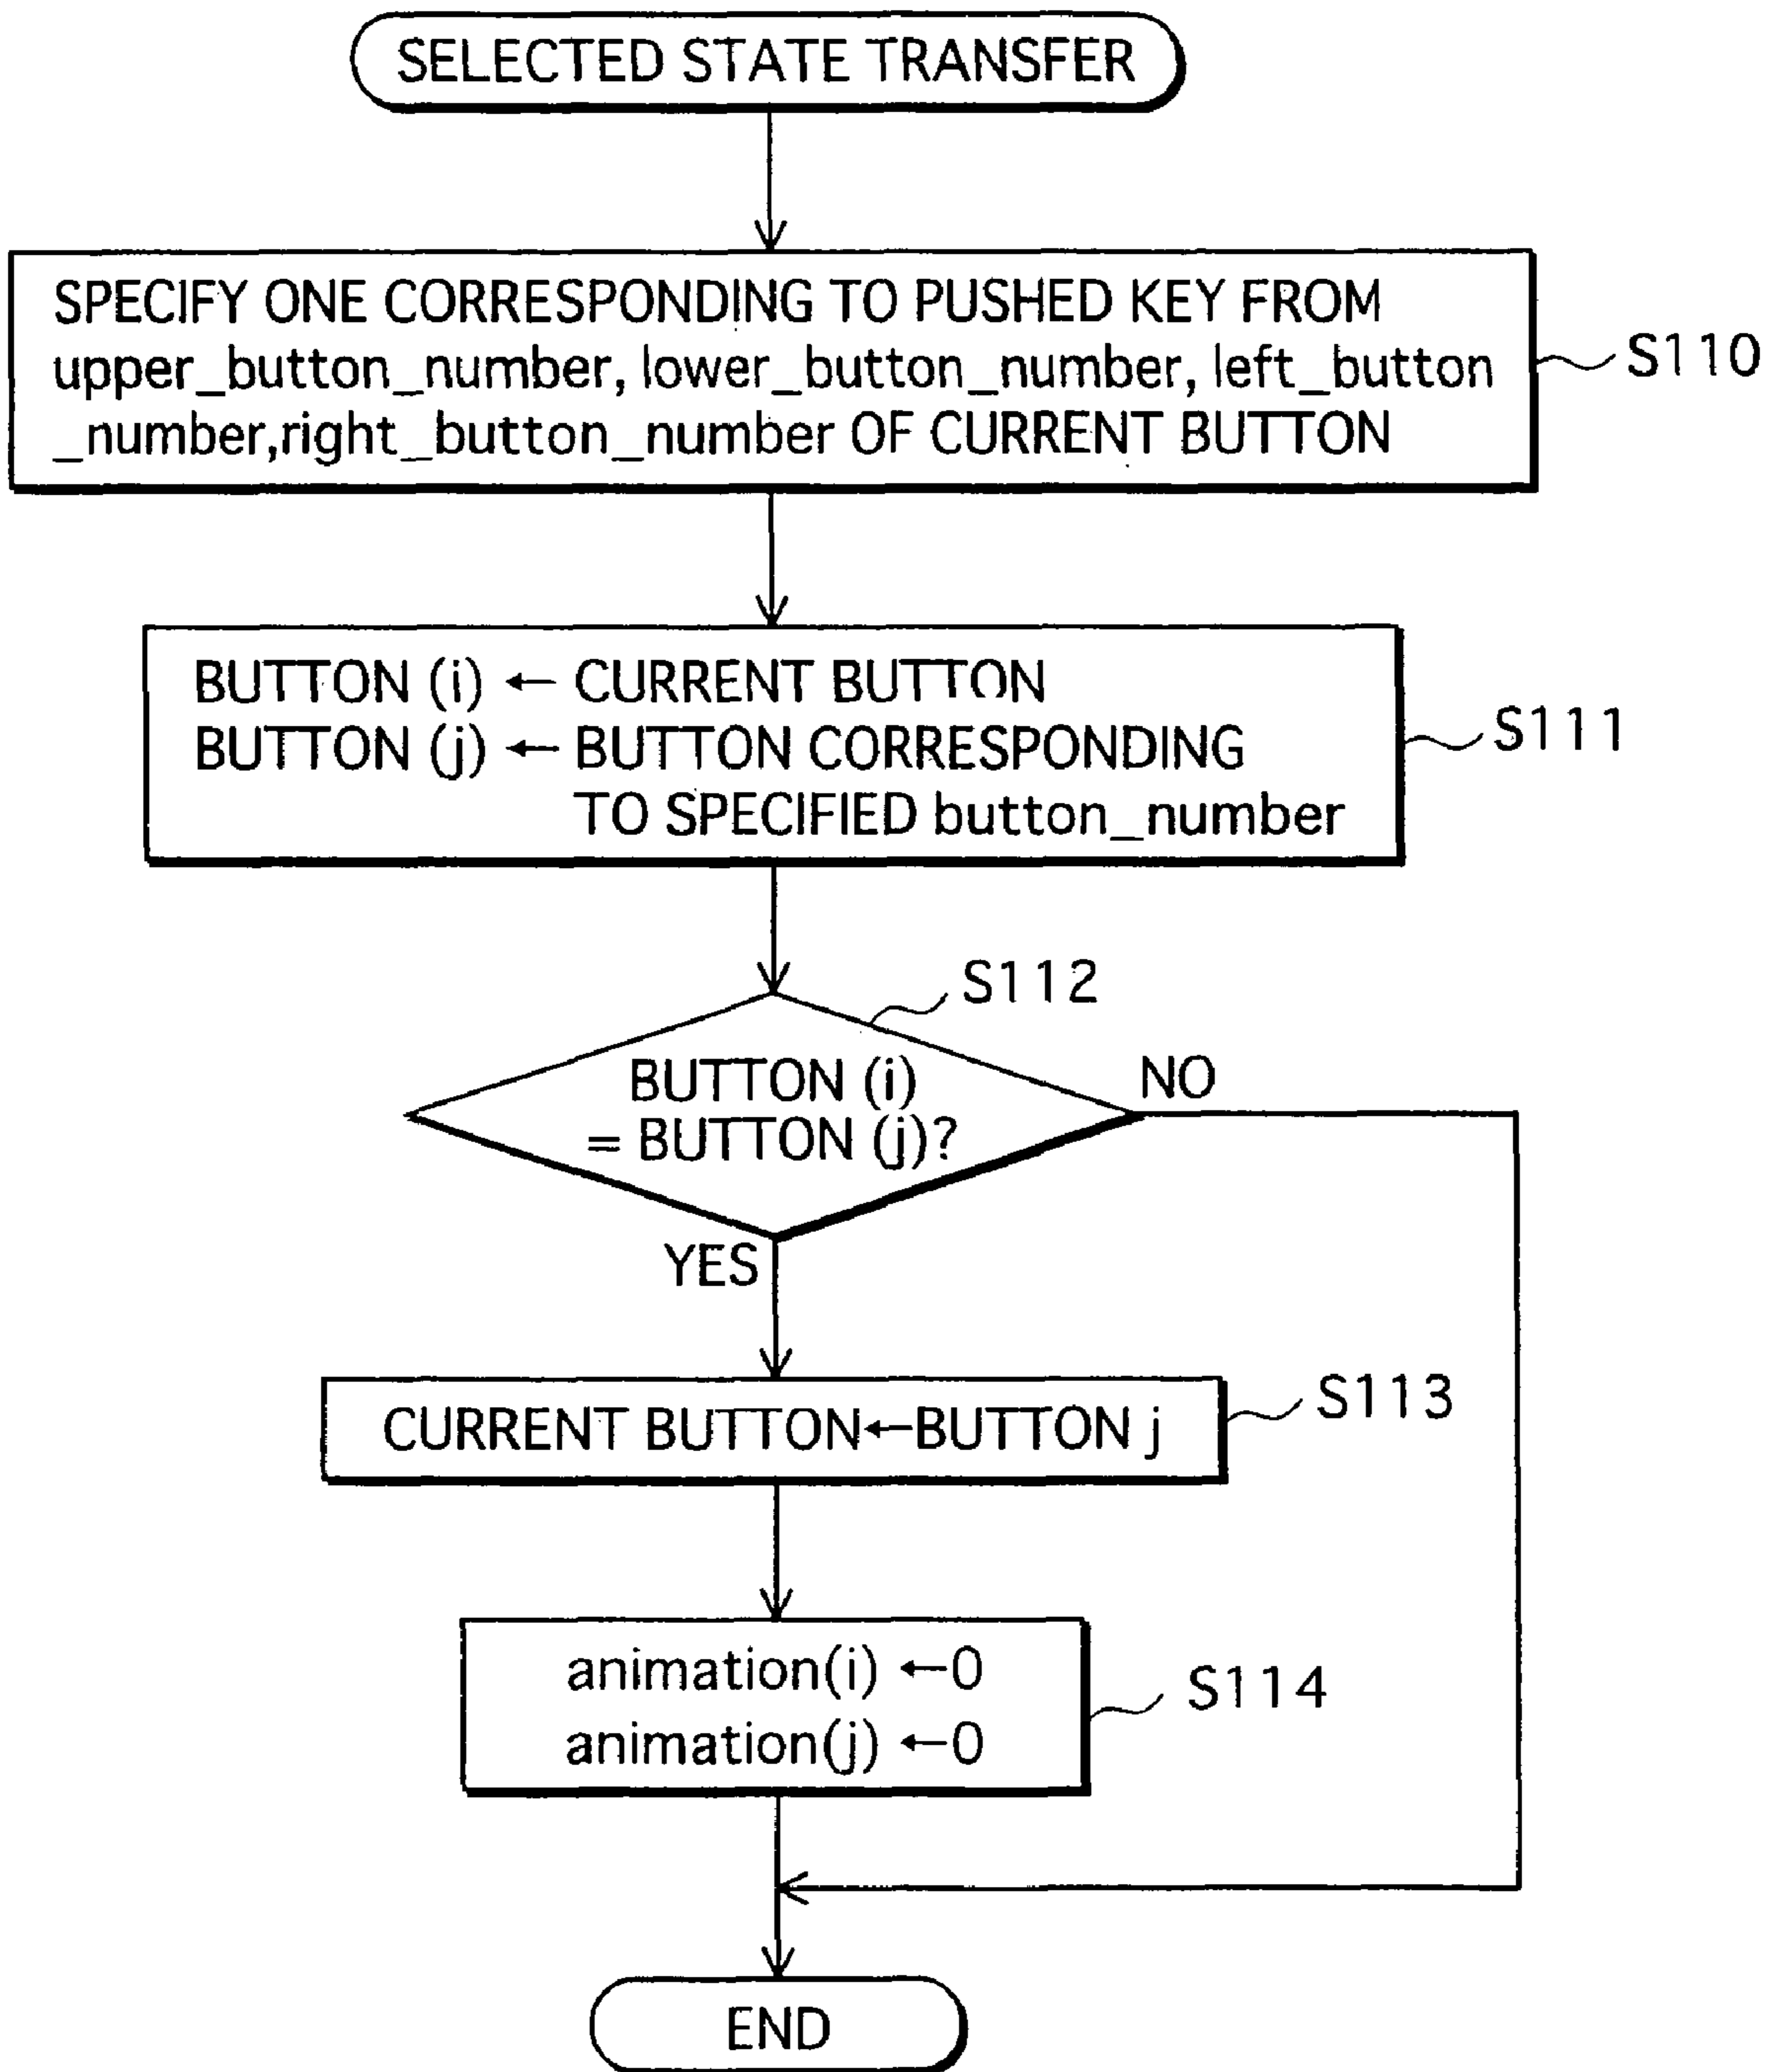 SELECTED STATE TRANSFER
SPECIFY ONE CORRESPONDING TO PUSHED KEY FROM
upper_button_number, lower_button_number, left_button
_number,right_button_number OF CURRENT BUTTON
S110
BUTTON (i) ← CURRENT BUTTON
BUTTON (j) ← BUTTON CORRESPONDING
TO SPECIFIED button_number
S111
S112
BUTTON (i)
= BUTTON (j)?
NO
YES
CURRENT BUTTON←BUTTON j
S113
animation(i) ←0
animation(j) ←0
S114
END